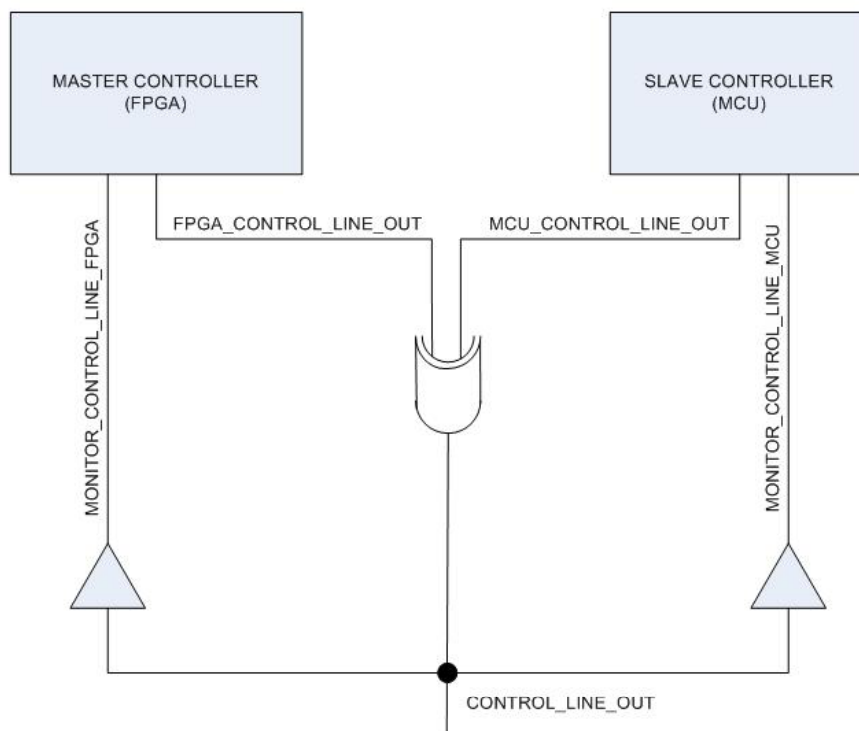 MASTER CONTROLLER
(FPGA)
SLAVE CONTROLLER
(MCU)
FPGA_CONTROL_LINE_OUT
MCU_CONTROL_LINE_OUT
MONITOR_CONTROL_LINE_FPGA
MONITOR_CONTROL_LINE_MCU
CONTROL_LINE_OUT